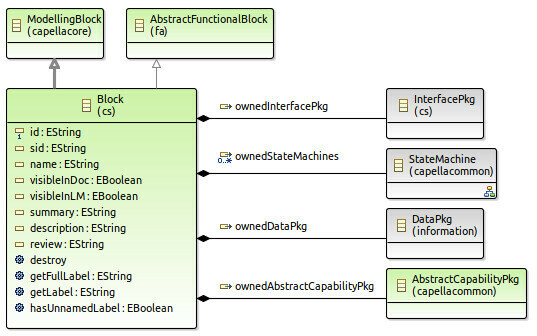 ModellingBlock
(capellacore)
AbstractFunctionalBlock
(fa)
Block
(cs)
1 id : EString
sid : EString
name : EString
visibleInDoc : EBoolean
visibleInLM : EBoolean
summary : EString
description : EString
review : EString
destroy
getFullLabel : EString
getLabel : EString
hasUnnamedLabel : EBoolean
ownedInterfacePkg
InterfacePkg
(cs)
0..* ownedStateMachines
StateMachine
(capellacommon)
ownedDataPkg
DataPkg
(information)
ownedAbstractCapabilityPkg
AbstractCapabilityPkg
(capellacommon)